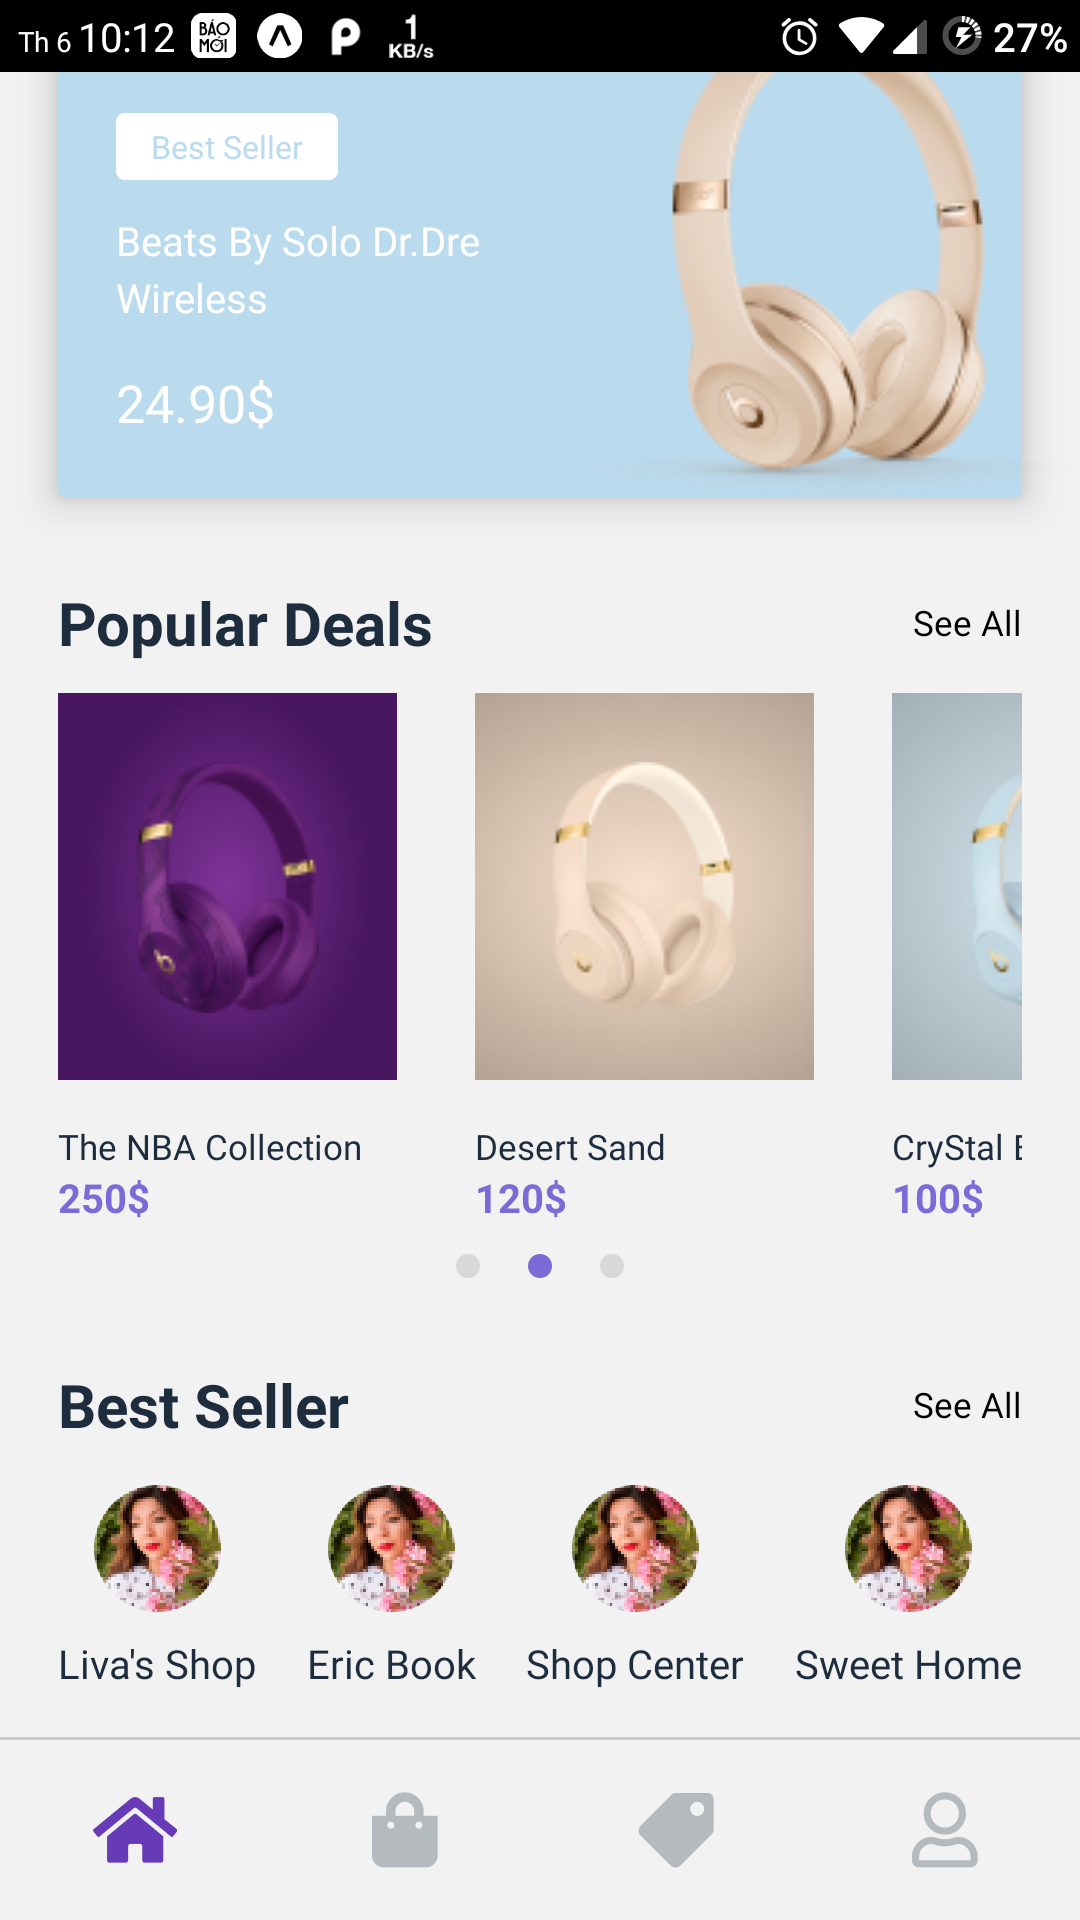 Th 6 10:12 BÁO MỚI 1 KB/s 27%
Best Seller
Beats By Solo Dr.Dre
Wireless
24.90$
Popular Deals See All
The NBA Collection Desert Sand CryStal
250$ 120$ 100$
Best Seller See All
Liva's Shop Eric Book Shop Center Sweet Home